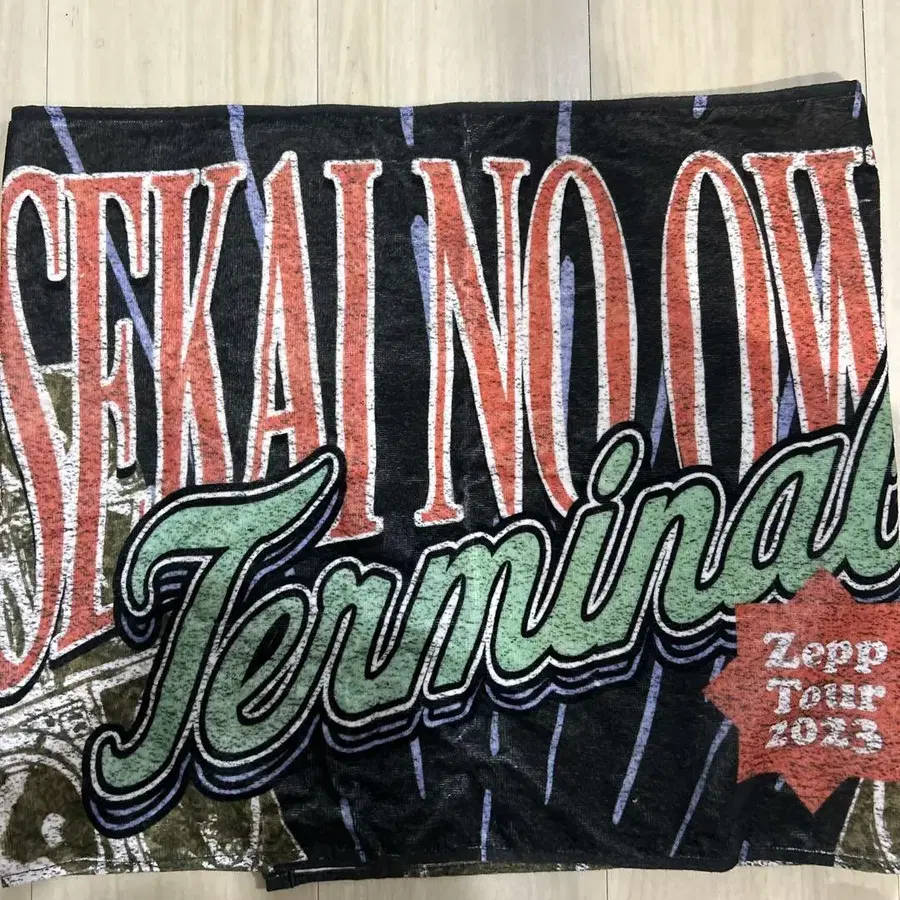 SEKAI NO OW
Terminal
Zepp
Tour
2023